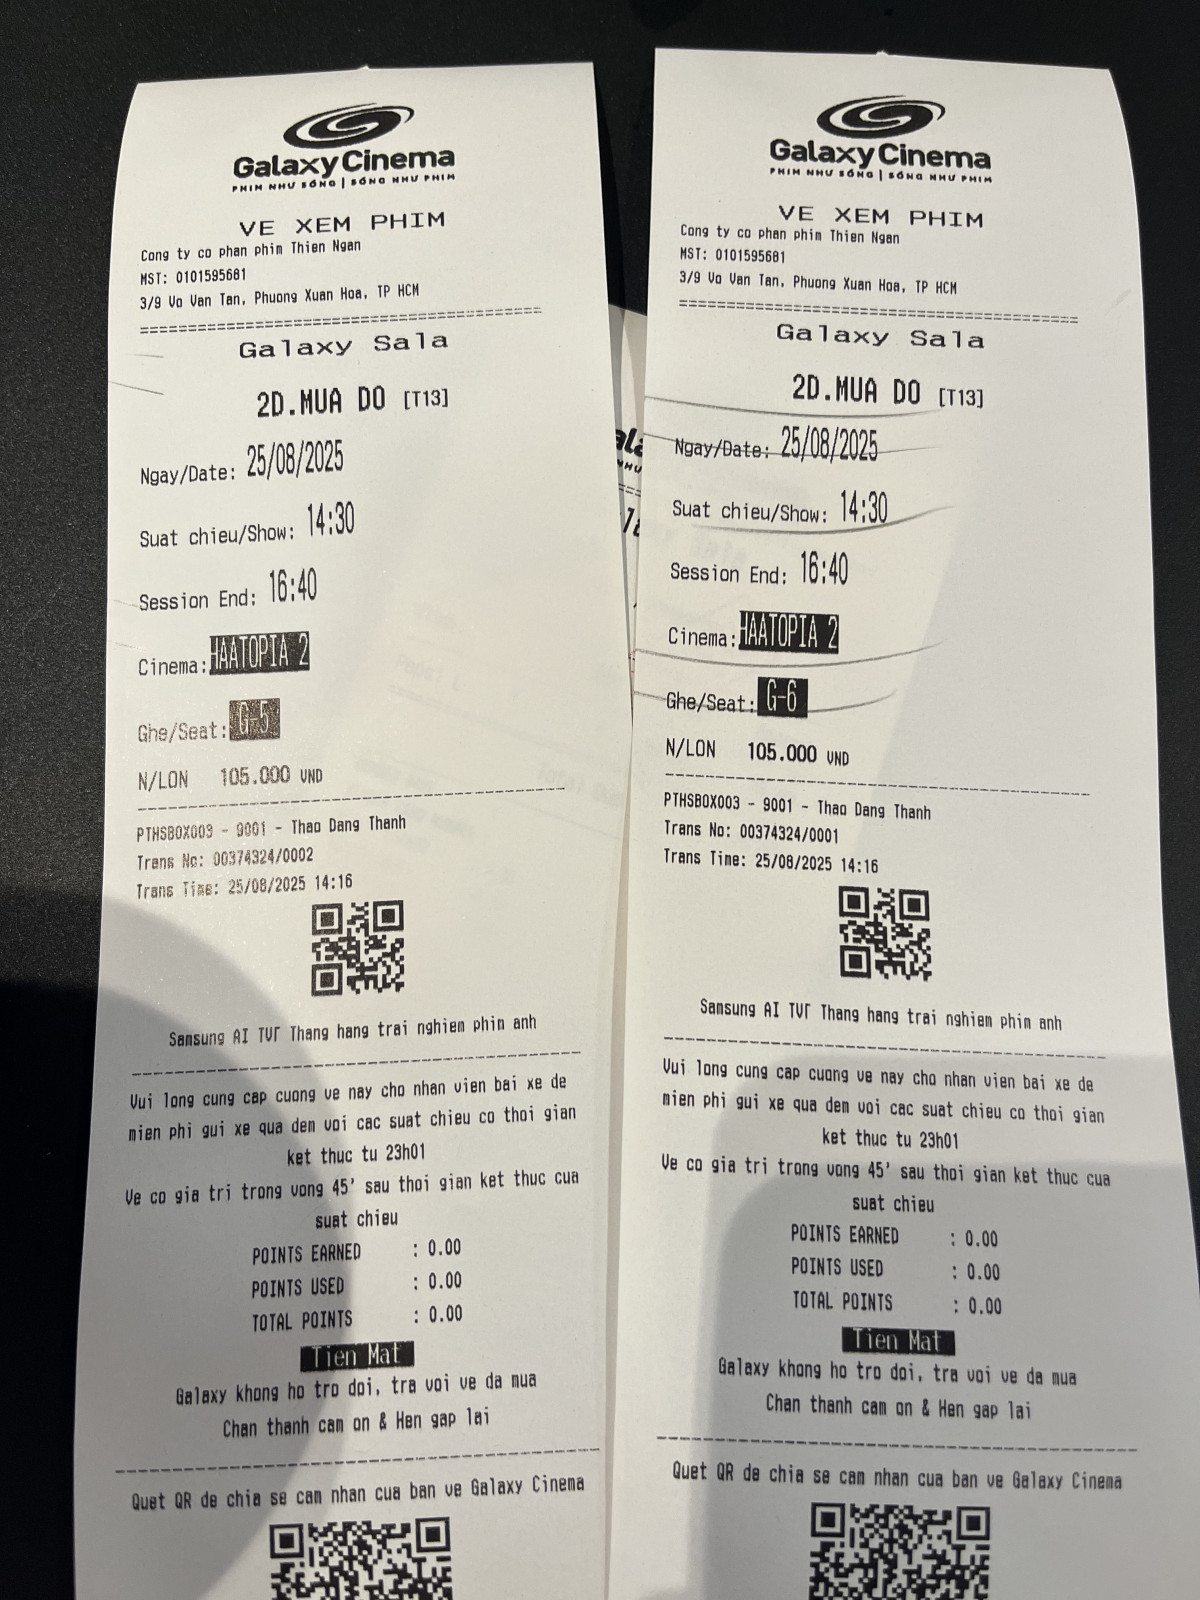 Galaxy Cinema
PHIM NHƯ SỐNG | SỐNG NHƯ PHIM
VE XEM PHIM
Cong ty co phan phim Thien Ngan
MST: 0101595681
3/9 Vo Van Tan, Phuong Xuan Hoa, TP HCM
Galaxy Sala
2D.MUA DO [T13]
Ngay/Date: 25/08/2025
Suat chieu/Show: 14:30
Session End: 16:40
Cinema: HAATOPIA 2
Ghe/Seat: G-5
N/LON 105.000 VND
PTHSBOX003 - 9001 - Thao Dang Thanh
Trans No: 00374324/0002
Trans Time: 25/08/2025 14:16
Samsung AI TVΓ Thang hang trai nghiem phim anh
Vui long cung cap cuong ve nay cho nhan vien bai xe de
mien phi gui xe qua dem voi cac suat chieu co thoi gian
ket thuc tu 23h01
Ve co gia tri trong vong 45' sau thoi gian ket thuc cua
suat chieu
POINTS EARNED : 0.00
POINTS USED : 0.00
TOTAL POINTS : 0.00
Tien Mat
Galaxy khong ho tro doi, tra voi ve da mua
Chan thanh cam on & Hen gap lai
Quet QR de chia se cam nhan cua ban ve Galaxy Cinema
Galaxy Cinema
PHIM NHƯ SỐNG | SỐNG NHƯ PHIM
VE XEM PHIM
Cong ty co phan phim Thien Ngan
MST: 0101595681
3/9 Vo Van Tan, Phuong Xuan Hoa, TP HCM
Galaxy Sala
2D.MUA DO [T13]
Ngay/Date: 25/08/2025
Suat chieu/Show: 14:30
Session End: 16:40
Cinema: HAATOPIA 2
Ghe/Seat: G-6
N/LON 105.000 VND
PTHSBOX003 - 9001 - Thao Dang Thanh
Trans No: 00374324/0001
Trans Time: 25/08/2025 14:16
Samsung AI TVΓ Thang hang trai nghiem phim anh
Vui long cung cap cuong ve nay cho nhan vien bai xe de
mien phi gui xe qua dem voi cac suat chieu co thoi gian
ket thuc tu 23h01
Ve co gia tri trong vong 45' sau thoi gian ket thuc cua
suat chieu
POINTS EARNED : 0.00
POINTS USED : 0.00
TOTAL POINTS : 0.00
Tien Mat
Galaxy khong ho tro doi, tra voi ve da mua
Chan thanh cam on & Hen gap lai
Quet QR de chia se cam nhan cua ban ve Galaxy Cinema